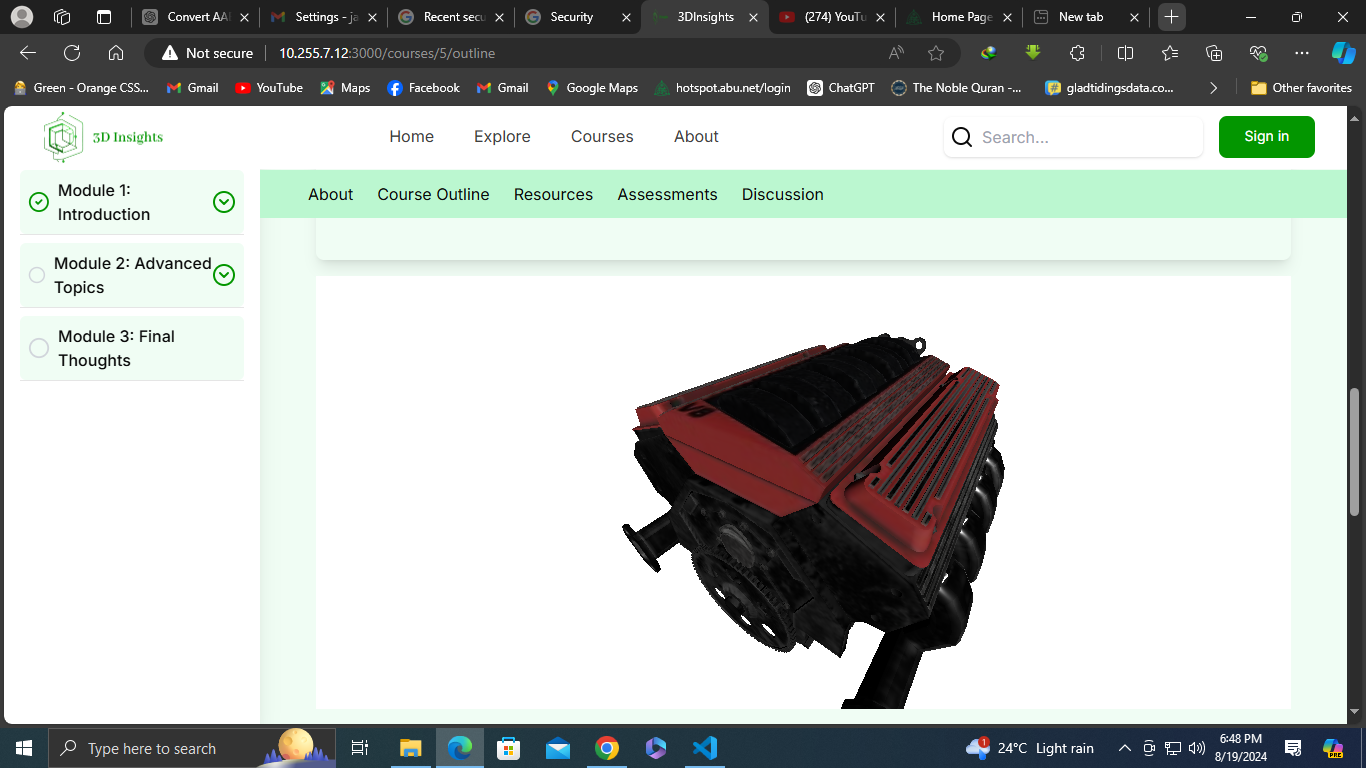 Convert AAI
Settings - ja
Recent secu
Security
3DInsights
(274) YouTu
Home Page
New tab
Not secure
10.255.7.12:3000/courses/5/outline
Green - Orange CSS...
Gmail
YouTube
Maps
Facebook
Gmail
Google Maps
hotspot.abu.net/login
ChatGPT
The Noble Quran -...
gladtidingsdata.co...
Other favorites
3D Insights
Home
Explore
Courses
About
Search...
Sign in
Module 1:
Introduction
Module 2: Advanced
Topics
Module 3: Final
Thoughts
About
Course Outline
Resources
Assessments
Discussion
V8
Type here to search
1
24°C
Light rain
6:48 PM
8/19/2024
PRE